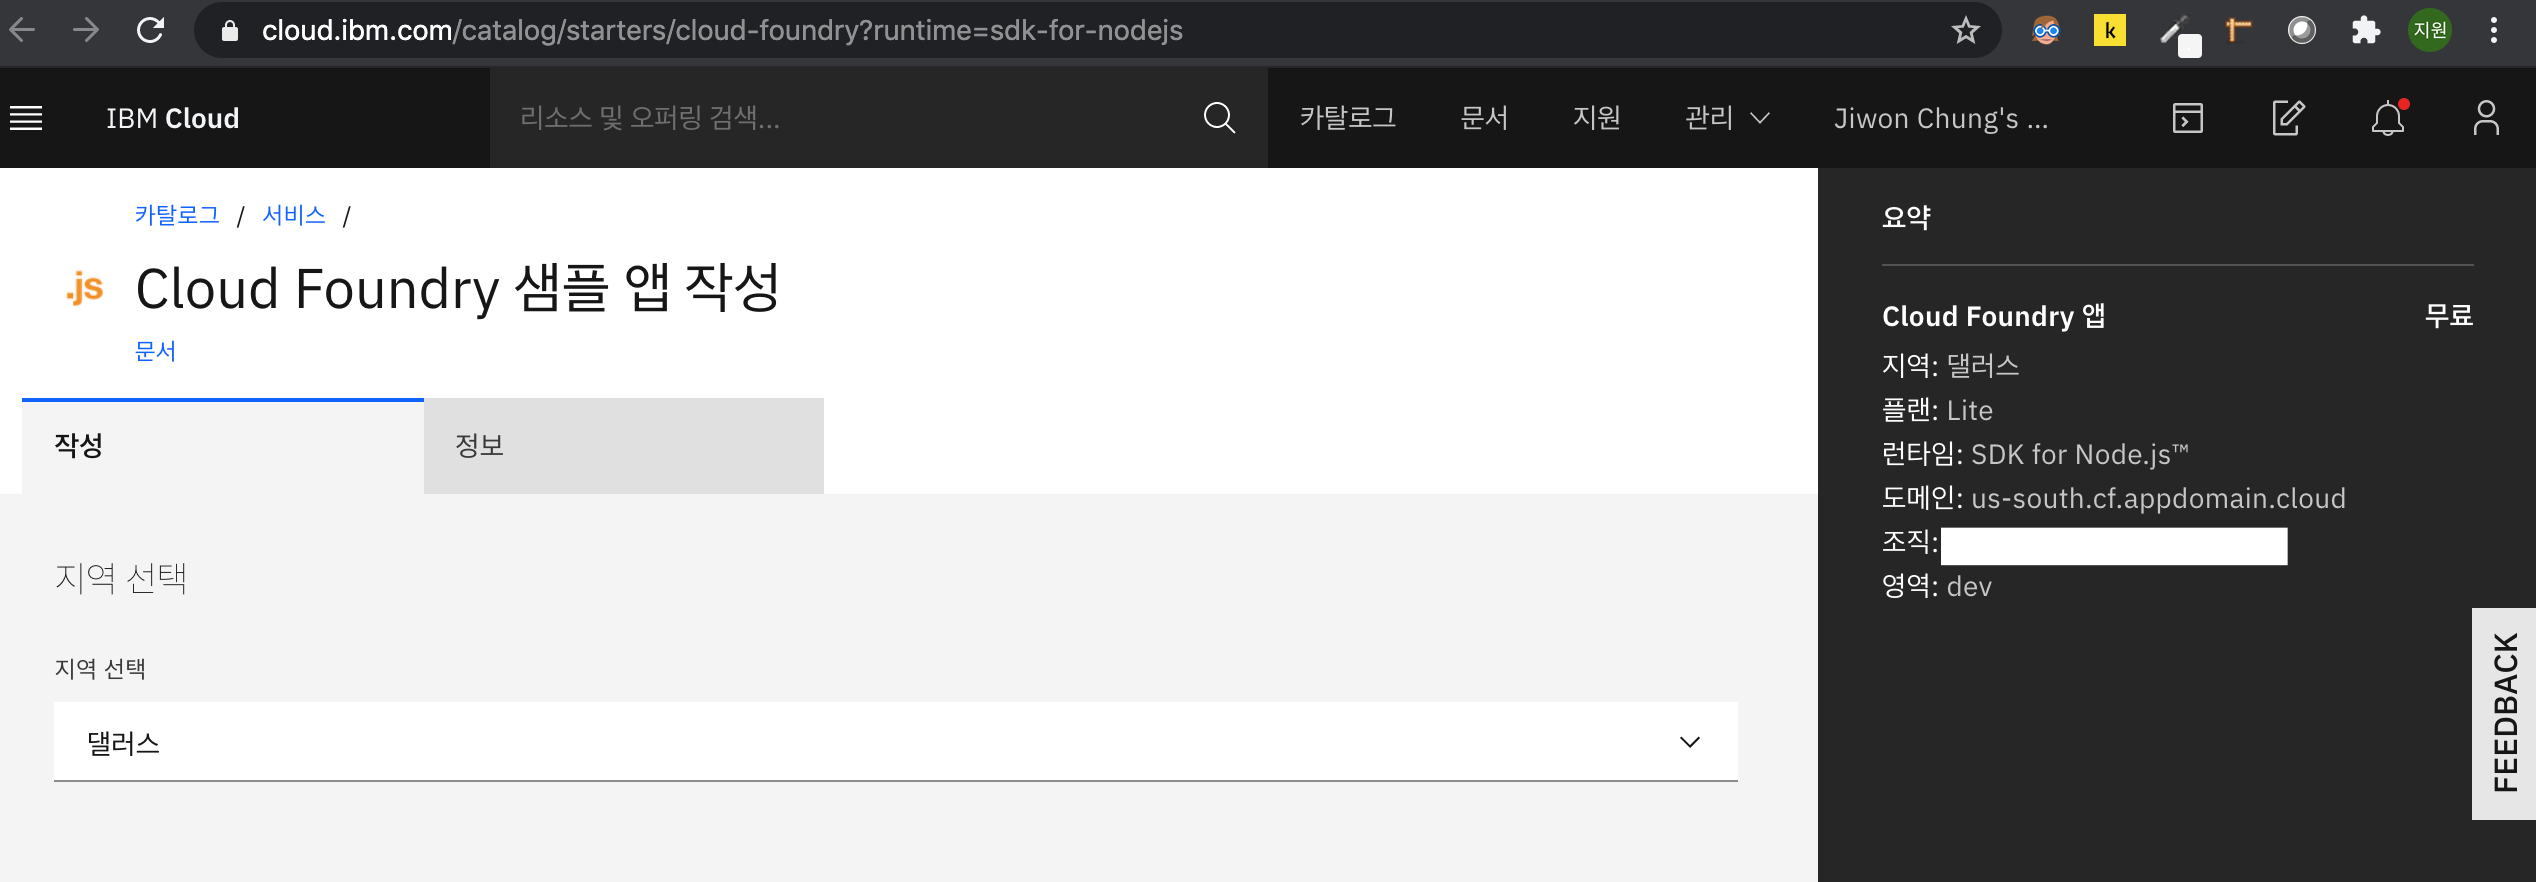 cloud.ibm.com/catalog/starters/cloud-foundry?runtime=sdk-for-nodejs
k
지원
IBM Cloud
리소스 및 오퍼링 검색...
카탈로그
문서
지원
관리
Jiwon Chung's ...
카탈로그 / 서비스 /
.js
Cloud Foundry 샘플 앱 작성
문서
작성
정보
지역 선택
지역 선택
댈러스
요약
Cloud Foundry 앱 무료
지역: 댈러스
플랜: Lite
런타임: SDK for Node.js™
도메인: us-south.cf.appdomain.cloud
조직:
영역: dev
FEEDBACK